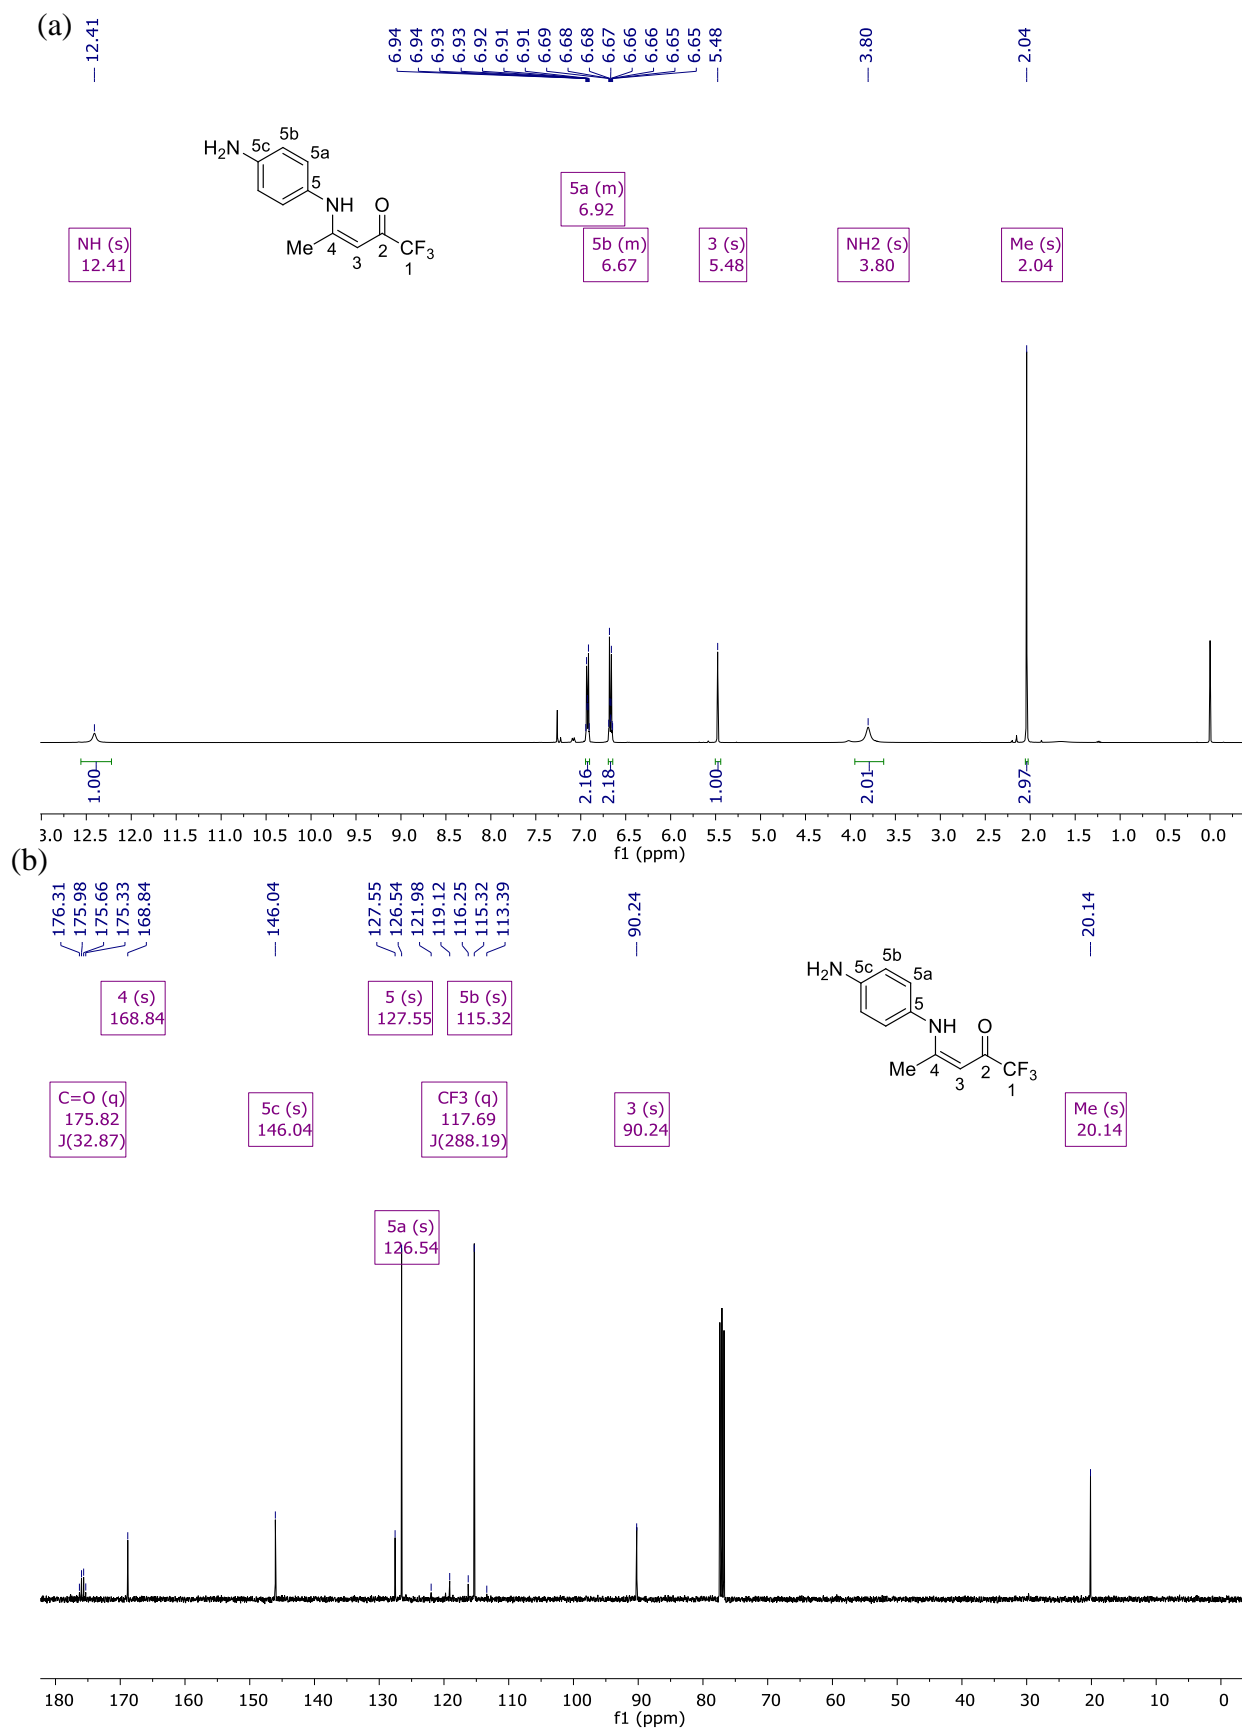 (a)
12.41
6.94
6.94
6.93
6.93
6.92
6.91
6.91
6.69
6.68
6.68
6.67
6.66
6.66
6.65
6.65
5.48
3.80
2.04
H2N
5c
5b
5a
5
NH
O
Me
4
3
2
CF3
1
NH (s)
12.41
5a (m)
6.92
5b (m)
6.67
3 (s)
5.48
NH2 (s)
3.80
Me (s)
2.04
1.00
2.16
2.18
1.00
2.01
2.97
3.0 12.5 12.0 11.5 11.0 10.5 10.0 9.5 9.0 8.5 8.0 7.5 7.0 6.5 6.0 5.5 5.0 4.5 4.0 3.5 3.0 2.5 2.0 1.5 1.0 0.5 0.0
f1 (ppm)
(b)
176.31
175.98
175.66
175.33
168.84
146.04
127.55
126.54
121.98
119.12
116.25
115.32
113.39
90.24
20.14
H2N
5c
5b
5a
5
NH
O
Me
4
3
2
CF3
1
4 (s)
168.84
5 (s)
127.55
5b (s)
115.32
C=O (q)
175.82
J(32.87)
5c (s)
146.04
CF3 (q)
117.69
J(288.19)
3 (s)
90.24
Me (s)
20.14
5a (s)
126.54
180 170 160 150 140 130 120 110 100 90 80 70 60 50 40 30 20 10 0
f1 (ppm)